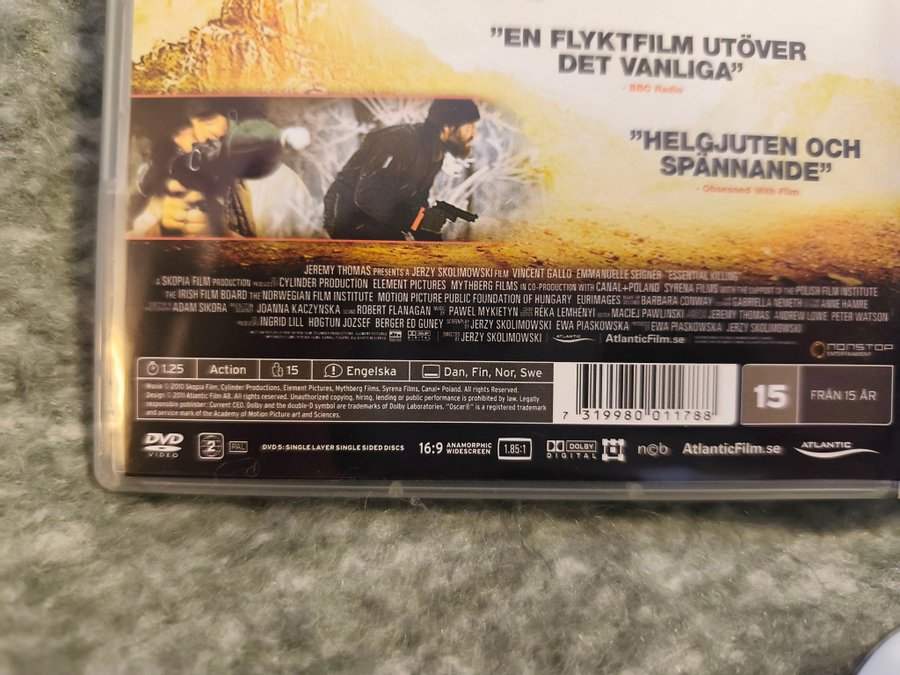 ”EN FLYKTFILM UTÖVER
DET VANLIGA”
- BBC Radio
”HELGJUTEN OCH
SPÄNNANDE”
- Obsessed With Film
JEREMY THOMAS PRESENTS A JERZY SKOLIMOWSKI FILM VINCENT GALLO EMMANUELLE SEIGNER "ESSENTIAL KILLING"
A SKOPIA FILM PRODUCTION CYLINDER PRODUCTION ELEMENT PICTURES MYTHBERG FILMS IN CO-PRODUCTION WITH CANAL+ POLAND SYRENA FILMS WITH THE SUPPORT OF THE POLISH FILM INSTITUTE
THE IRISH FILM BOARD THE NORWEGIAN FILM INSTITUTE MOTION PICTURE PUBLIC FOUNDATION OF HUNGARY EURIMAGES BARBARA CONWAY GABRIELLA NÉMETH ANNE HAMRE
ADAM SIKORA JOANNA KACZYNSKA ROBERT FLANAGAN PAWEL MYKIETYN RÉKA LEMHÉNYI MACIEJ PAWLINSKI JEREMY THOMAS ANDREW LOWE PETER WATSON
INGRID LILL HØGTUN JOZSEF BERGER ED GUNEY JERZY SKOLIMOWSKI EWA PIASKOWSKA EWA PIASKOWSKA JERZY SKOLIMOWSKI
DIRECTED BY JERZY SKOLIMOWSKI ATLANTIC AtlanticFilm.se
NONSTOP
ENTERTAINMENT
1.25 Action 15 Engelska Dan, Fin, Nor, Swe
Movie © 2010 Skopia Film, Cylinder Productions, Element Pictures, Mythberg Films, Syrena Films, Canal+ Poland. All rights Reserved.
Design © 2011 Atlantic Film AB. All rights Reserved. Unauthorized copying, hiring, lending or public performance is prohibited by law. Legally
responsible publisher: Current CEO. Dolby and the double-D symbol are trademarks of Dolby Laboratories. "Oscar®" is a registered trademark
and service mark of the Academy of Motion Picture art and Sciences.
7 319980 011788
15 FRÅN 15 ÅR
DVD VIDEO 2 PAL DVD 5: SINGLE LAYER SINGLE SIDED DISCS 16:9 ANAMORPHIC WIDESCREEN 1.85:1 DOLBY DIGITAL ncb AtlanticFilm.se ATLANTIC